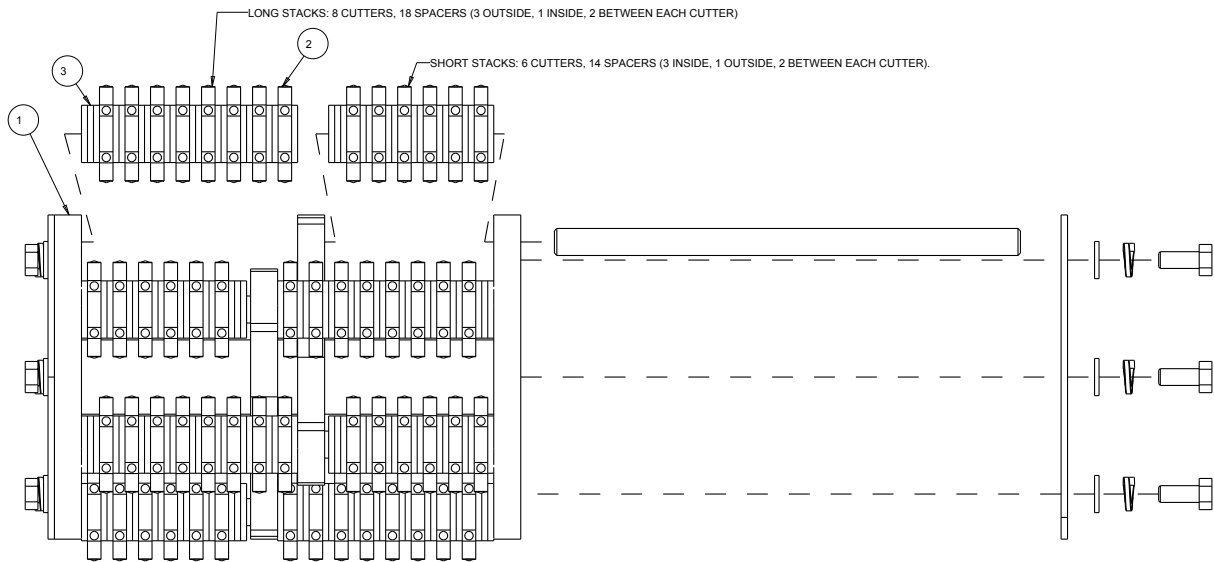 LONG STACKS: 8 CUTTERS, 18 SPACERS (3 OUTSIDE, 1 INSIDE, 2 BETWEEN EACH CUTTER)
2
SHORT STACKS: 6 CUTTERS, 14 SPACERS (3 INSIDE, 1 OUTSIDE, 2 BETWEEN EACH CUTTER).
3
1